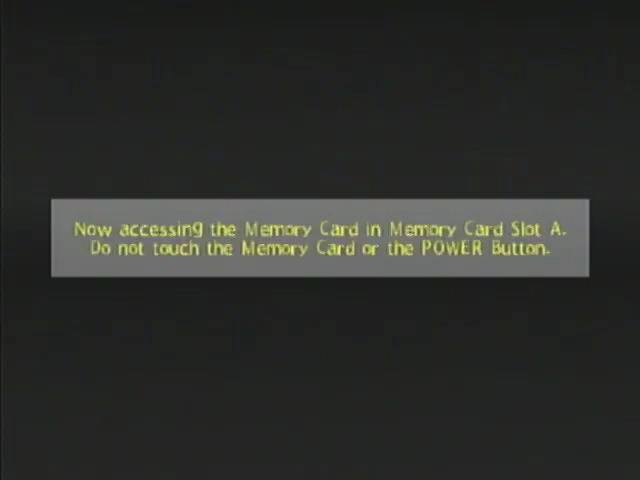 Now accessing the Memory Card in Memory Card Slot A.
Do not touch the Memory Card or the POWER Button.